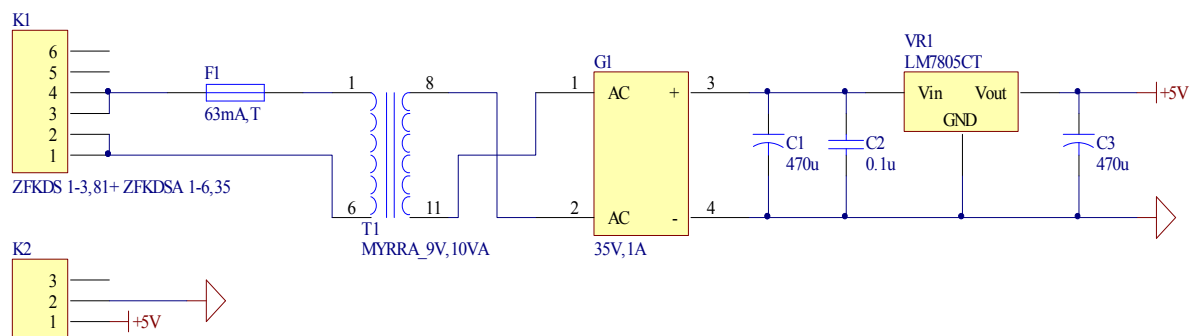 K1
6
5
4
3
2
1
ZFKDS 1-3,81+ ZFKDSA 1-6,35
F1
63mA,T
1
8
6
11
T1
MYRRA_9V,10VA
G1
1
AC
+
3
2
AC
-
4
35V,1A
C1
470u
C2
0.1u
VR1
LM7805CT
Vin
Vout
GND
C3
470u
+5V
K2
3
2
1
+5V